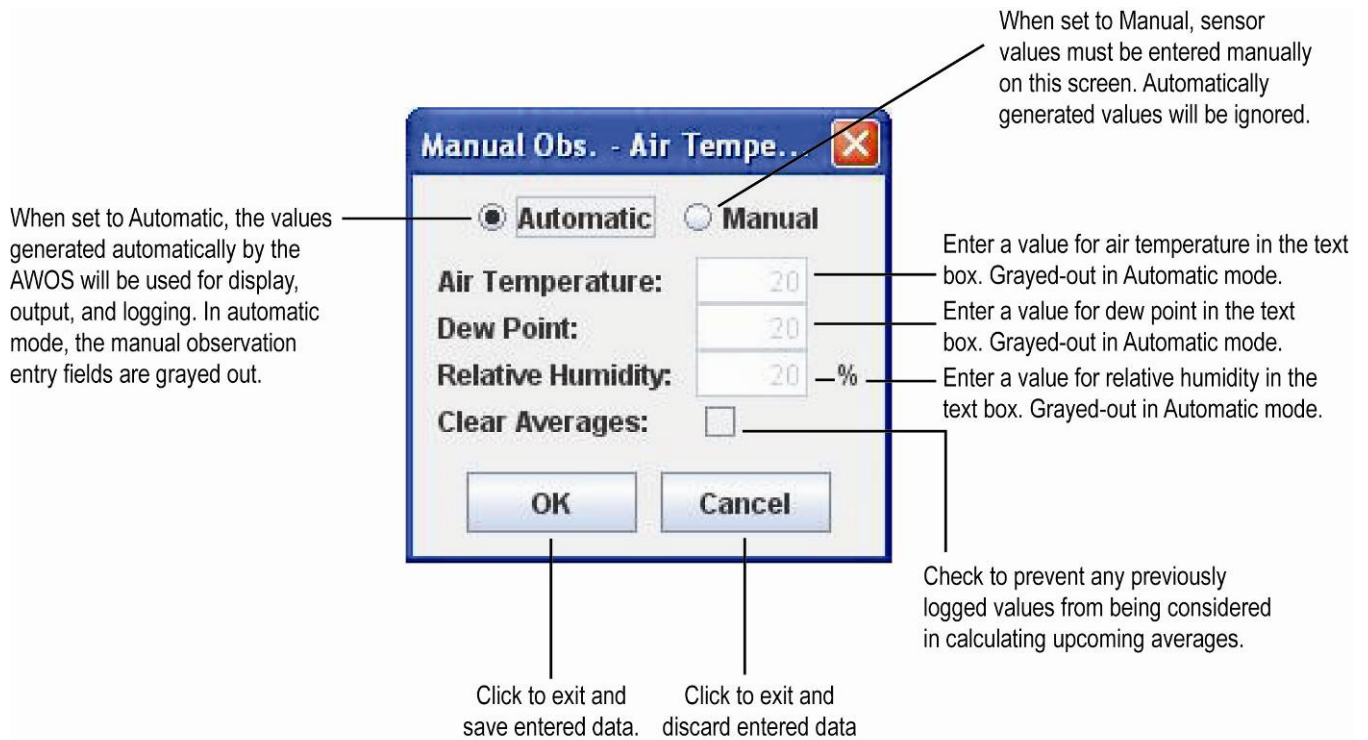 When set to Manual, sensor
values must be entered manually
on this screen. Automatically
generated values will be ignored.
Manual Obs. - Air Tempe...
When set to Automatic, the values
generated automatically by the
AWOS will be used for display,
output, and logging. In automatic
mode, the manual observation
entry fields are grayed out.
Automatic
Manual
Air Temperature:
20
Enter a value for air temperature in the text
box. Grayed-out in Automatic mode.
Dew Point:
20
Enter a value for dew point in the text
box. Grayed-out in Automatic mode.
Relative Humidity:
20
%
Enter a value for relative humidity in the
text box. Grayed-out in Automatic mode.
Clear Averages:
OK
Cancel
Check to prevent any previously
logged values from being considered
in calculating upcoming averages.
Click to exit and
save entered data.
Click to exit and
discard entered data